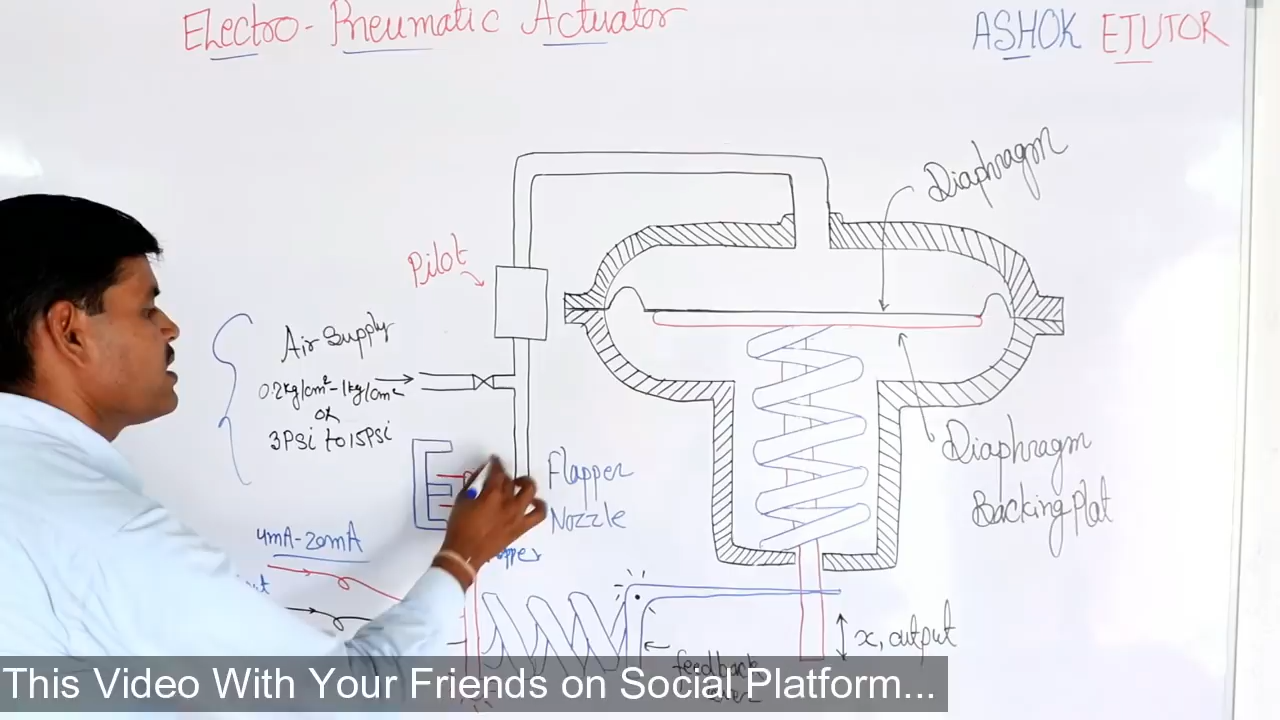 Electro-Pneumatic Actuator
ASHOK EJUTOR
Diaphragm
Pilot
Air Supply
0.2kg/cm²-1kg/cm²
or
3PSi to 15PSi
Flapper
Nozzle
Diaphragm
Backing Plat
4mA-20mA
x, output
feedback
This Video With Your Friends on Social Platform...